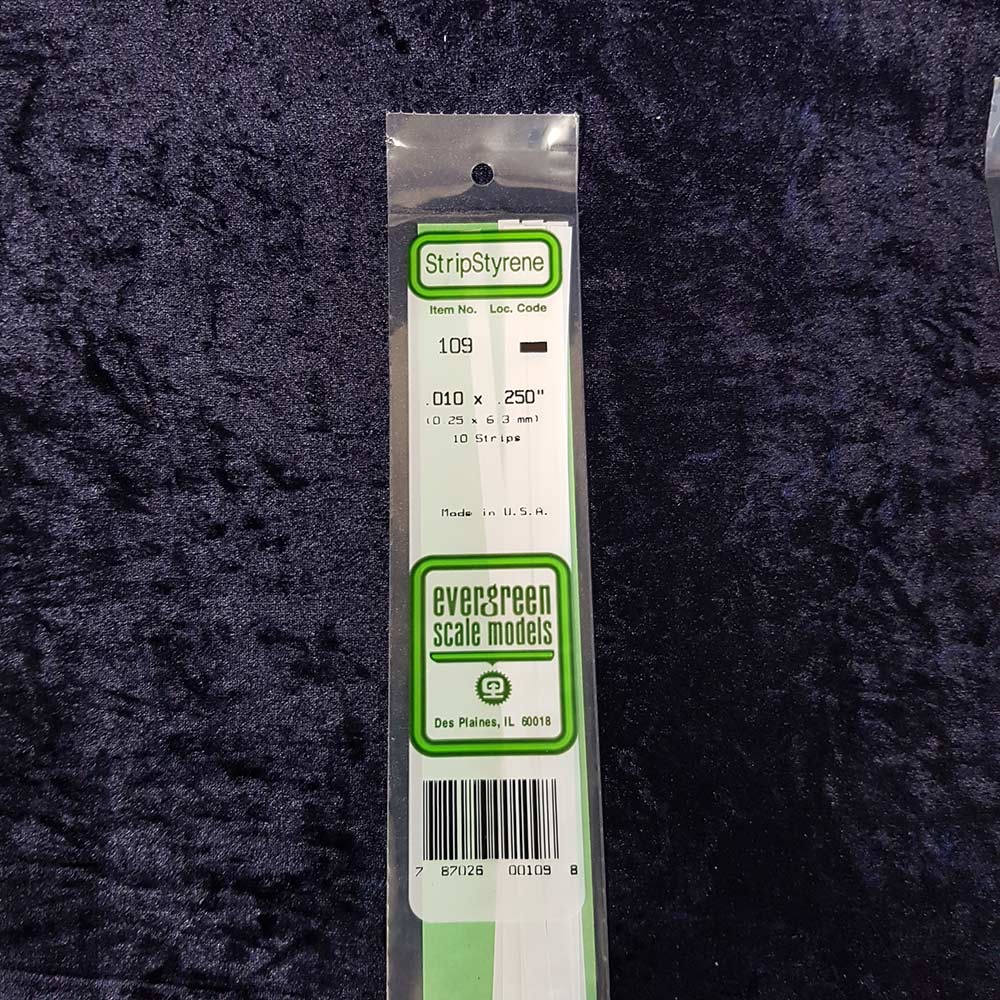 StripStyrene
Item No. Loc. Code
109
.010 x .250"
(0.25 x 6.3 mm)
10 Strips
Made in U.S.A.
evergreen
scale models
Des Plaines, IL 60018
7 87026 00109 8